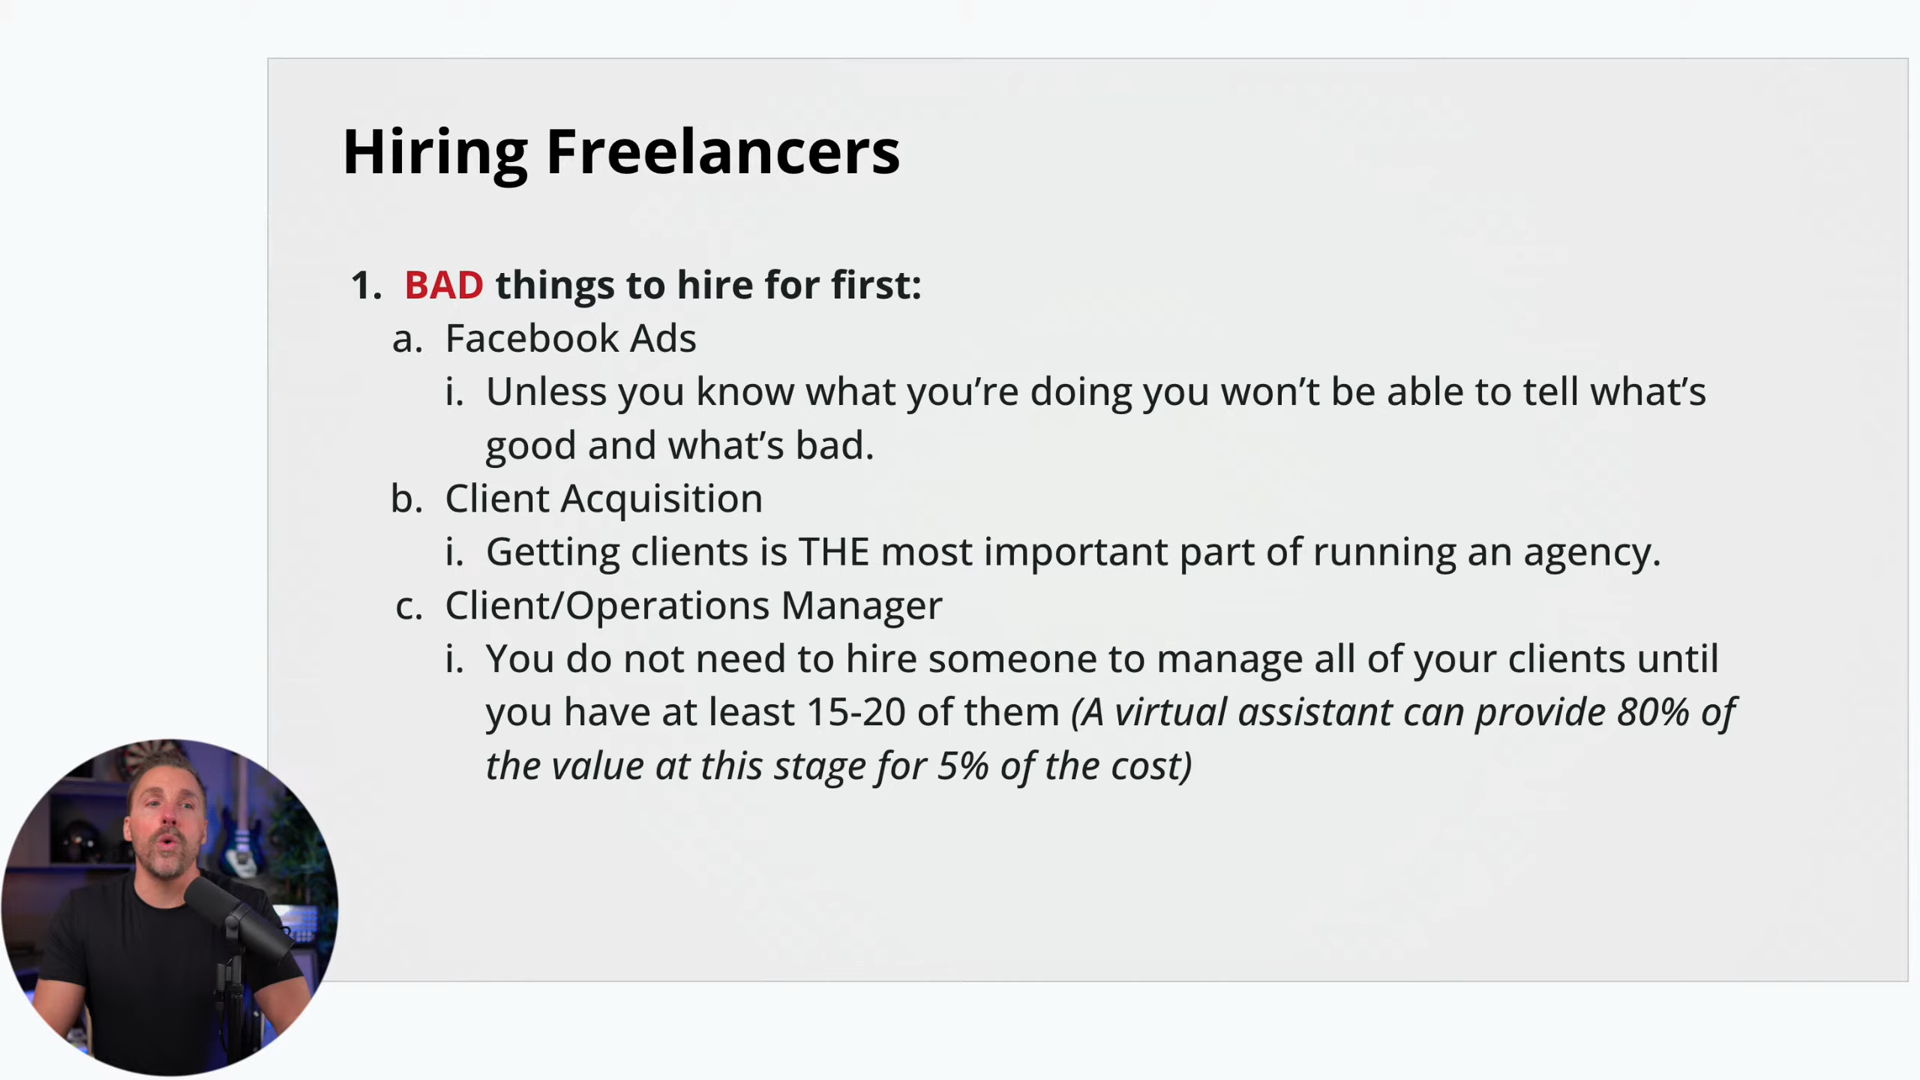 Hiring Freelancers
1. BAD things to hire for first:
a. Facebook Ads
i. Unless you know what you’re doing you won’t be able to tell what’s
good and what’s bad.
b. Client Acquisition
i. Getting clients is THE most important part of running an agency.
c. Client/Operations Manager
i. You do not need to hire someone to manage all of your clients until
you have at least 15-20 of them (A virtual assistant can provide 80% of
the value at this stage for 5% of the cost)